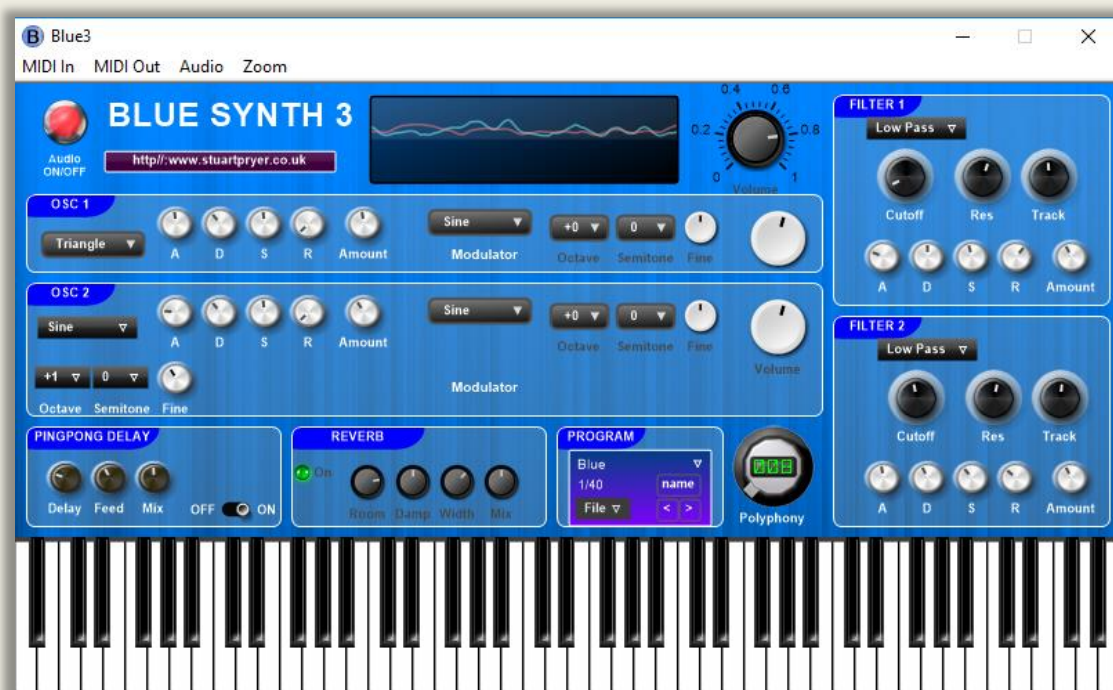 Blue3
MIDI In MIDI Out Audio Zoom
BLUE SYNTH 3
Audio
ON/OFF
http//:www.stuartpryer.co.uk
0 0.2 0.4 0.6 0.8 1
Volume
OSC 1
Triangle
A D S R Amount
Sine
Modulator
+0 0
Octave Semitone Fine
OSC 2
Sine
A D S R Amount
Sine
+0 0
Octave Semitone Fine
Volume
+1 0
Octave Semitone Fine
Modulator
PINGPONG DELAY
Delay Feed Mix OFF ON
REVERB
On
Room Damp Width Mix
PROGRAM
Blue
1/40 name
File < >
008
Polyphony
FILTER 1
Low Pass
Cutoff Res Track
A D S R Amount
FILTER 2
Low Pass
Cutoff Res Track
A D S R Amount